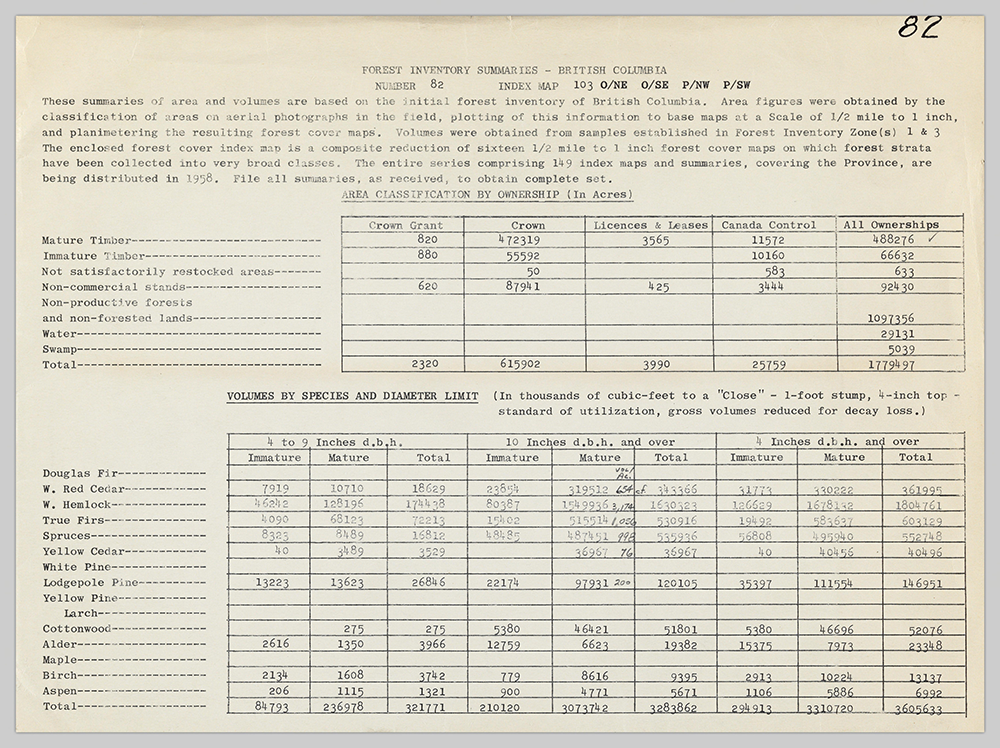 82
FOREST INVENTORY SUMMARIES - BRITISH COLUMBIA
NUMBER 82 INDEX MAP 103 O/NE O/SE P/NW P/SW
These summaries of area and volumes are based on the initial forest inventory of British Columbia. Area figures were obtained by the
classification of areas on aerial photographs in the field, plotting of this information to base maps at a Scale of 1/2 mile to 1 inch,
and planimetering the resulting forest cover maps. Volumes were obtained from samples established in Forest Inventory Zone(s) 1 & 3
The enclosed forest cover index map is a composite reduction of sixteen 1/2 mile to 1 inch forest cover maps on which forest strata
have been collected into very broad classes. The entire series comprising 149 index maps and summaries, covering the Province, are
being distributed in 1958. File all summaries, as received, to obtain complete set.
AREA CLASSIFICATION BY OWNERSHIP (In Acres)
Crown Grant Crown Licences & Leases Canada Control All Ownerships
Mature Timber 820 472319 3565 11572 488276 ✓
Immature Timber 880 55592 10160 66632
Not satisfactorily restocked areas 50 583 633
Non-commercial stands 620 87941 425 3444 92430
Non-productive forests
and non-forested lands 1097356
Water 29131
Swamp 5039
Total 2320 615902 3990 25759 1779497
VOLUMES BY SPECIES AND DIAMETER LIMIT (In thousands of cubic-feet to a "Close" - 1-foot stump, 4-inch top -
standard of utilization, gross volumes reduced for decay loss.)
4 to 9 Inches d.b.h. 10 Inches d.b.h. and over 4 Inches d.b.h. and over
Immature Mature Total Immature Mature Total Immature Mature Total
Vol/
Ac.
Douglas Fir
W. Red Cedar 7919 10710 18629 23854 319512 654 cf 343366 31773 330222 361995
W. Hemlock 46242 128196 174438 80387 1549936 3,174 1630323 126629 1678132 1804761
True Firs 4090 68123 72213 15402 515514 1,056 530916 19492 583637 603129
Spruces 8323 8489 16812 48485 487451 998 535936 56808 495940 552748
Yellow Cedar 40 3489 3529 36967 76 36967 40 40456 40496
White Pine
Lodgepole Pine 13223 13623 26846 22174 97931 200 120105 35397 111554 146951
Yellow Pine
Larch
Cottonwood 275 275 5380 46421 51801 5380 46696 52076
Alder 2616 1350 3966 12759 6623 19382 15375 7973 23348
Maple
Birch 2134 1608 3742 779 8616 9395 2913 10224 13137
Aspen 206 1115 1321 900 4771 5671 1106 5886 6992
Total 84793 236978 321771 210120 3073742 3283862 294913 3310720 3605633